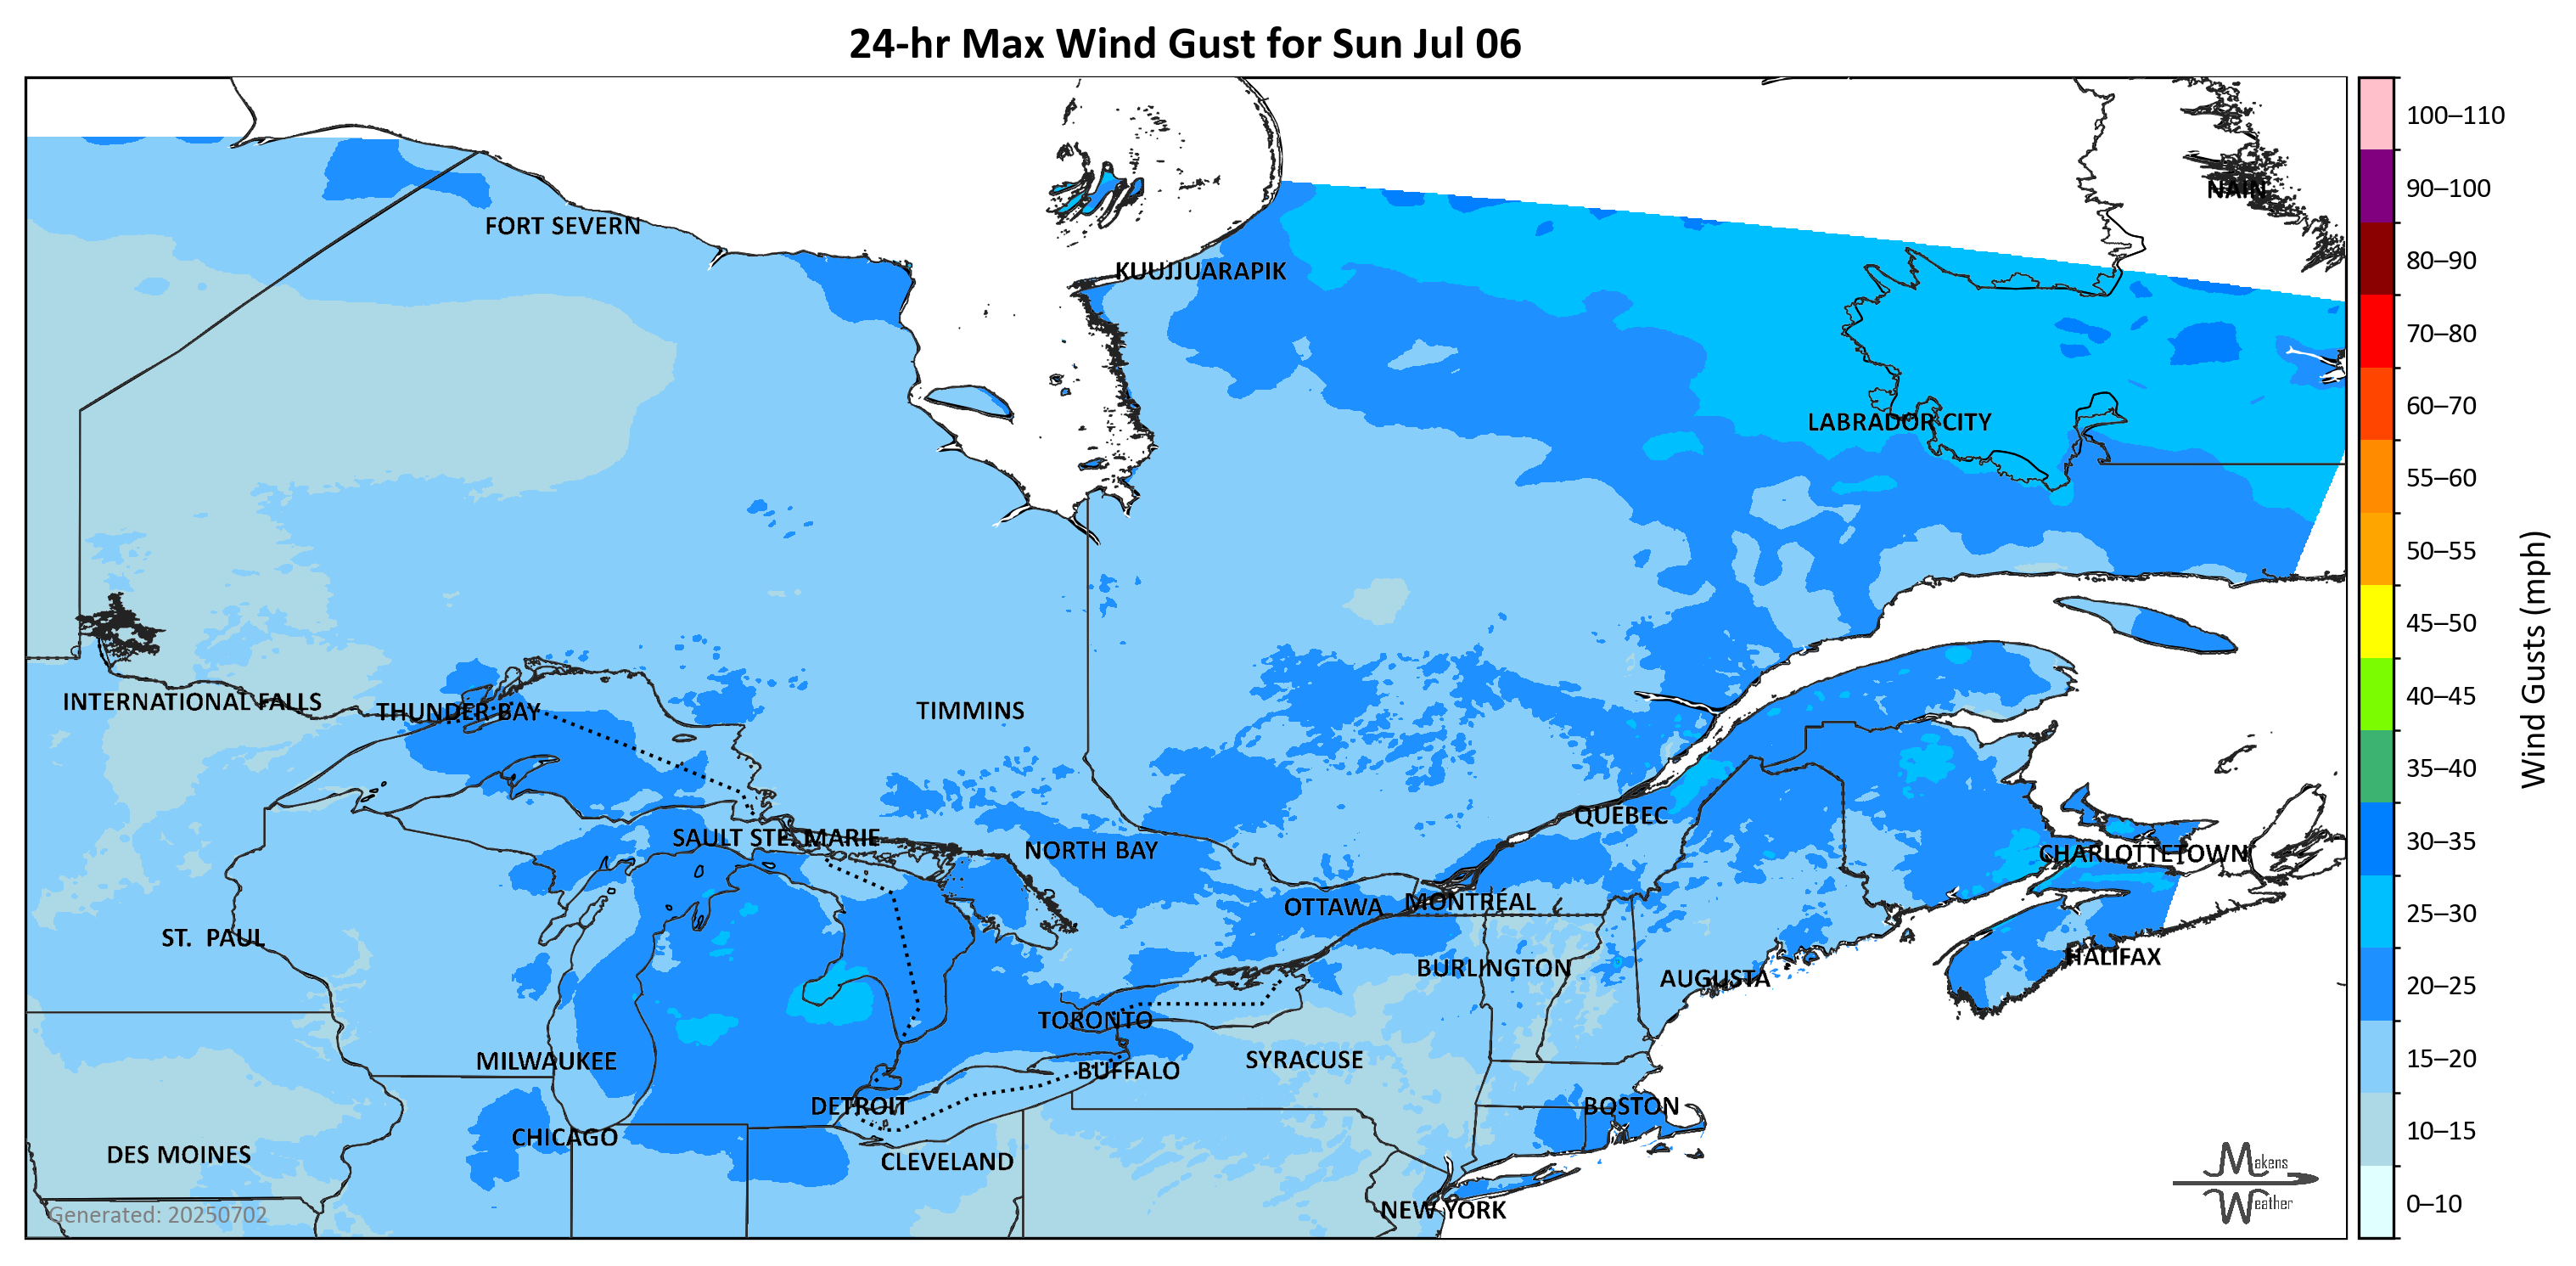 24-hr Max Wind Gust for Sun Jul 06
100–110
90–100
NAIN
FORT SEVERN
80–90
KUUJJUARAPIK
70–80
60–70
LABRADOR CITY
55–60
50–55
45–50
Wind Gusts (mph)
INTERNATIONAL FALLS
THUNDER BAY
TIMMINS
40–45
35–40
QUEBEC
SAULT STE. MARIE
NORTH BAY
CHARLOTTETOWN
30–35
OTTAWA
MONTRÉAL
25–30
ST. PAUL
BURLINGTON
AUGUSTA
HALIFAX
20–25
TORONTO
MILWAUKEE
BUFFALO
SYRACUSE
15–20
DETROIT
BOSTON
CHICAGO
10–15
DES MOINES
CLEVELAND
Makens
Weather
NEW YORK
0–10
Generated: 20250702